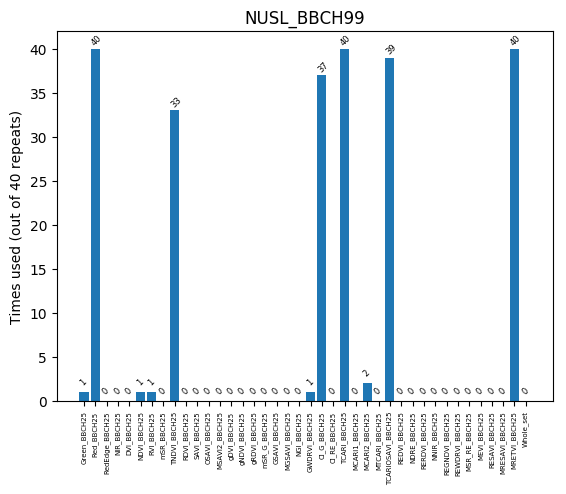 NUSL_BBCH99
Times used (out of 40 repeats)
40
35
30
25
20
15
10
5
0
1 40 0 0 0 1 1 0 33 0 0 0 0 0 0 0 0 0 0 0 1 37 0 40 0 2 0 39 0 0 0 0 0 0 0 0 0 0 40 0
Green_BBCH25
Red_BBCH25
RedEdge_BBCH25
NIR_BBCH25
DVI_BBCH25
NDVI_BBCH25
RVI_BBCH25
mSR_BBCH25
TNDVI_BBCH25
RDVI_BBCH25
SAVI_BBCH25
OSAVI_BBCH25
MSAVI2_BBCH25
gDVI_BBCH25
gNDVI_BBCH25
gRDVI_BBCH25
mSR_G_BBCH25
GSAVI_BBCH25
MGSAVI_BBCH25
NGI_BBCH25
GWDRVI_BBCH25
CI_G_BBCH25
CI_RE_BBCH25
TCARI_BBCH25
MCARI1_BBCH25
MCARI2_BBCH25
MTCARI_BBCH25
TCARIOSAVI_BBCH25
REDVI_BBCH25
NDRE_BBCH25
RERDVI_BBCH25
NNIR_BBCH25
REGNDVI_BBCH25
REWDRVI_BBCH25
MSR_RE_BBCH25
MEVI_BBCH25
RESAVI_BBCH25
MRESAVI_BBCH25
MRETVI_BBCH25
Whole_set